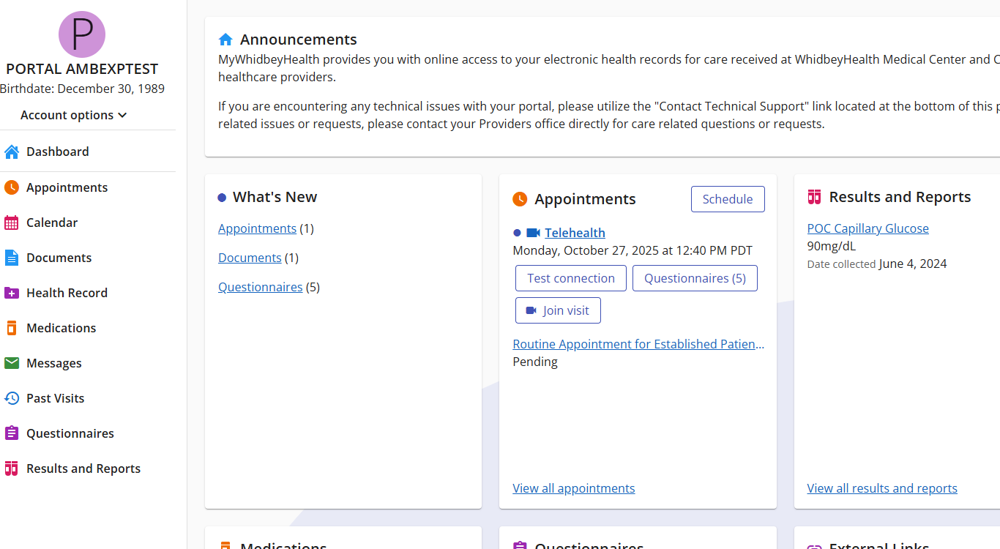 P
PORTAL AMBEXPTEST
Birthdate: December 30, 1989
Account options
Dashboard
Appointments
Calendar
Documents
Health Record
Medications
Messages
Past Visits
Questionnaires
Results and Reports
Announcements
MyWhidbeyHealth provides you with online access to your electronic health records for care received at WhidbeyHealth Medical Center and C
healthcare providers.
If you are encountering any technical issues with your portal, please utilize the "Contact Technical Support" link located at the bottom of this p
related issues or requests, please contact your Providers office directly for care related questions or requests.
What's New
Appointments (1)
Documents (1)
Questionnaires (5)
Appointments
Schedule
Telehealth
Monday, October 27, 2025 at 12:40 PM PDT
Test connection
Questionnaires (5)
Join visit
Routine Appointment for Established Patien...
Pending
View all appointments
Results and Reports
POC Capillary Glucose
90mg/dL
Date collected June 4, 2024
View all results and reports
Medications
Questionnaires
External Links